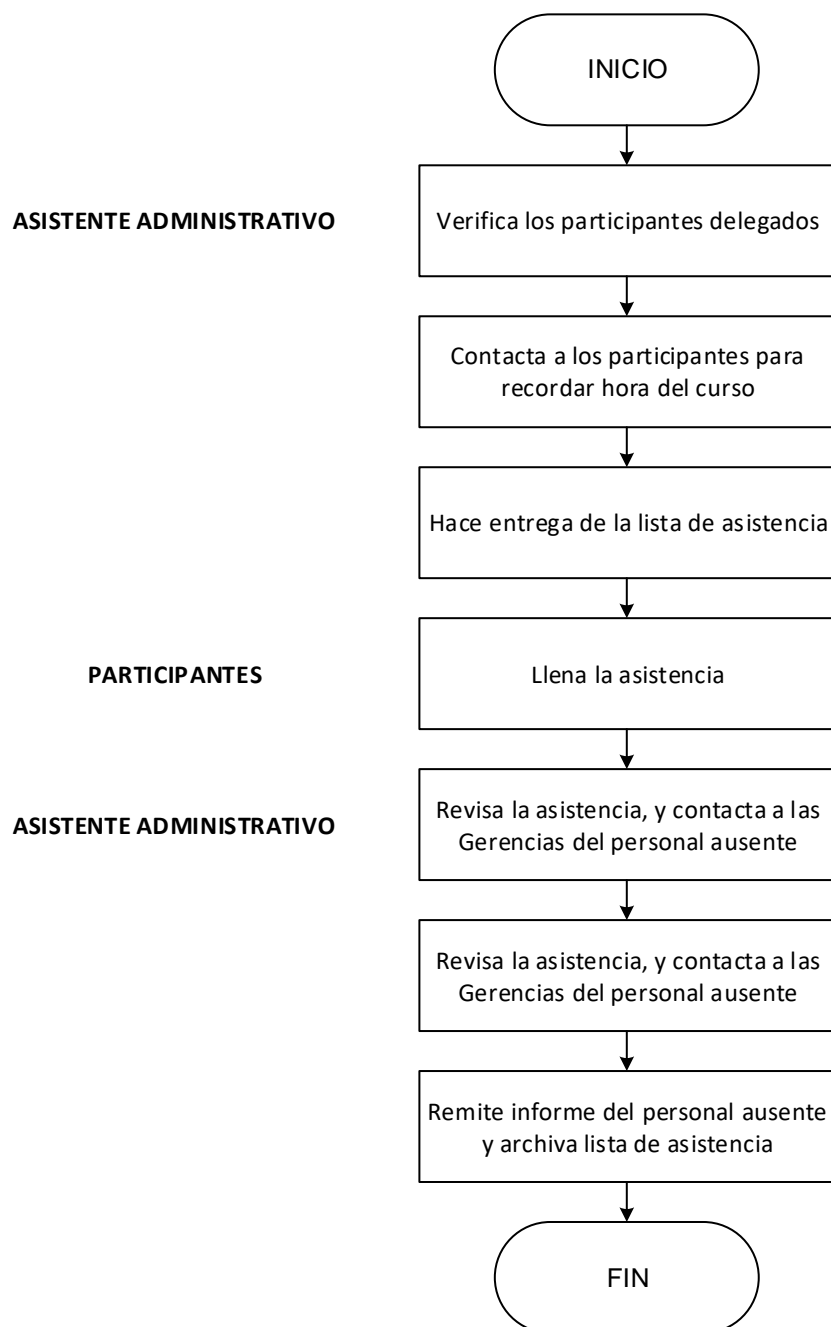 INICIO
ASISTENTE ADMINISTRATIVO
Verifica los participantes delegados
Contacta a los participantes para
recordar hora del curso
Hace entrega de la lista de asistencia
PARTICIPANTES
Llena la asistencia
ASISTENTE ADMINISTRATIVO
Revisa la asistencia, y contacta a las
Gerencias del personal ausente
Revisa la asistencia, y contacta a las
Gerencias del personal ausente
Remite informe del personal ausente
y archiva lista de asistencia
FIN